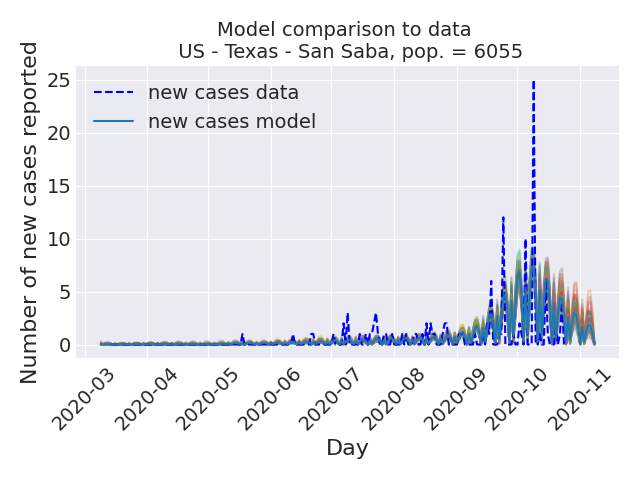 Model comparison to data
US - Texas - San Saba, pop. = 6055
Number of new cases reported
25
20
15
10
5
0
new cases data
new cases model
2020-03
2020-04
2020-05
2020-06
2020-07
2020-08
2020-09
2020-10
2020-11
Day